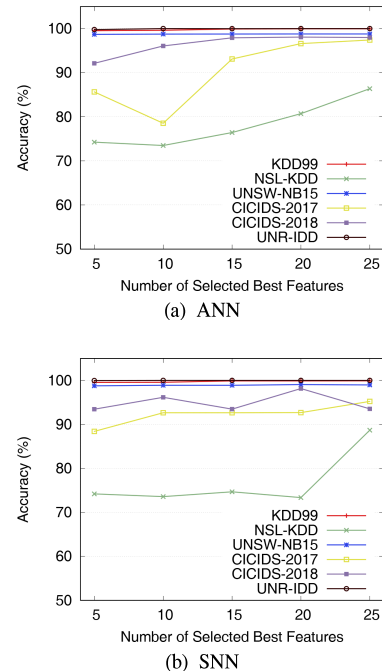 105
100
90
80
70
60
50
Accuracy (%)
KDD99
NSL-KDD
UNSW-NB15
CICIDS-2017
CICIDS-2018
UNR-IDD
5 10 15 20 25
Number of Selected Best Features
(a) ANN
105
100
90
80
70
60
50
Accuracy (%)
KDD99
NSL-KDD
UNSW-NB15
CICIDS-2017
CICIDS-2018
UNR-IDD
5 10 15 20 25
Number of Selected Best Features
(b) SNN